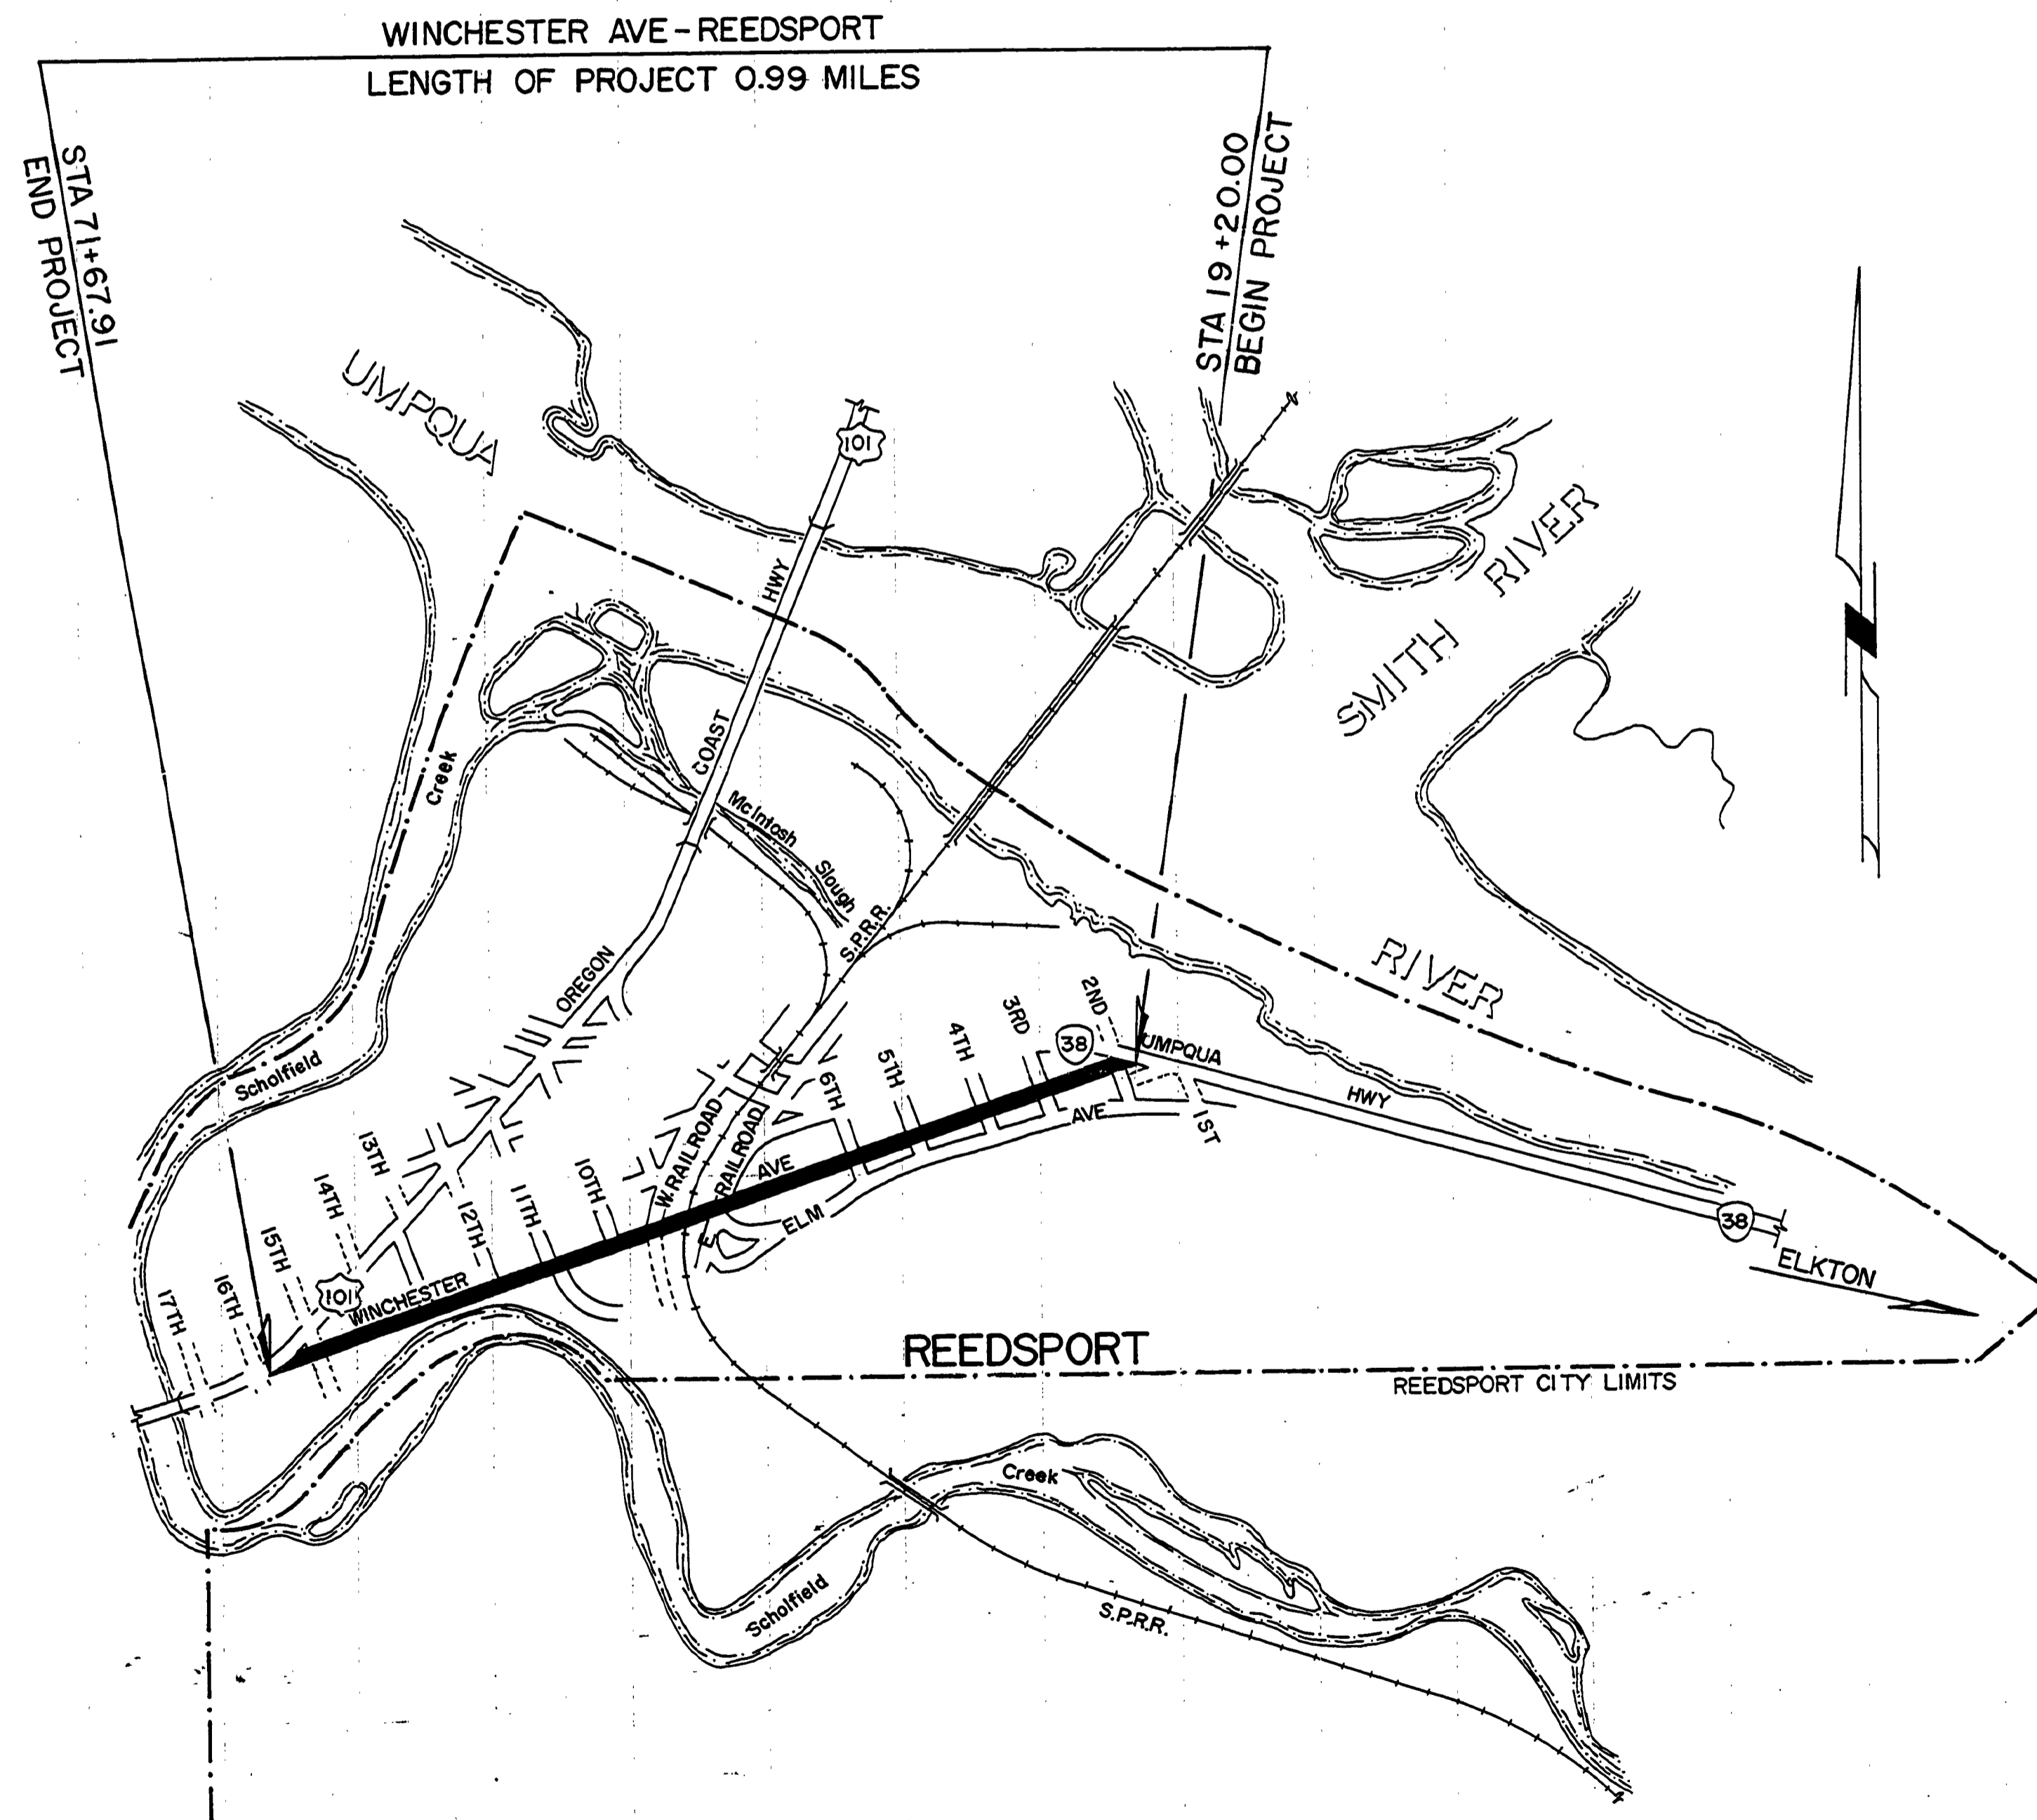 WINCHESTER AVE-REEDSPORT
LENGTH OF PROJECT 0.99 MILES
STA 71+67.91
END PROJECT
STA 19+20.00
BEGIN PROJECT
UMPQUA
101
HWY
COAST
OREGON
SMITH RIVER
RIVER
Creek
McIntosh Slough
S.P.R.R.
Scholfield
2ND
3RD
4TH
5TH
6TH
38
UMPQUA
HWY
AVE
1ST
W. RAILROAD
E RAILROAD
AVE
ELM
10TH
11TH
12TH
13TH
14TH
15TH
16TH
17TH
101
WINCHESTER
38
ELKTON
REEDSPORT
REEDSPORT CITY LIMITS
Creek
Scholfield
S.P.R.R.